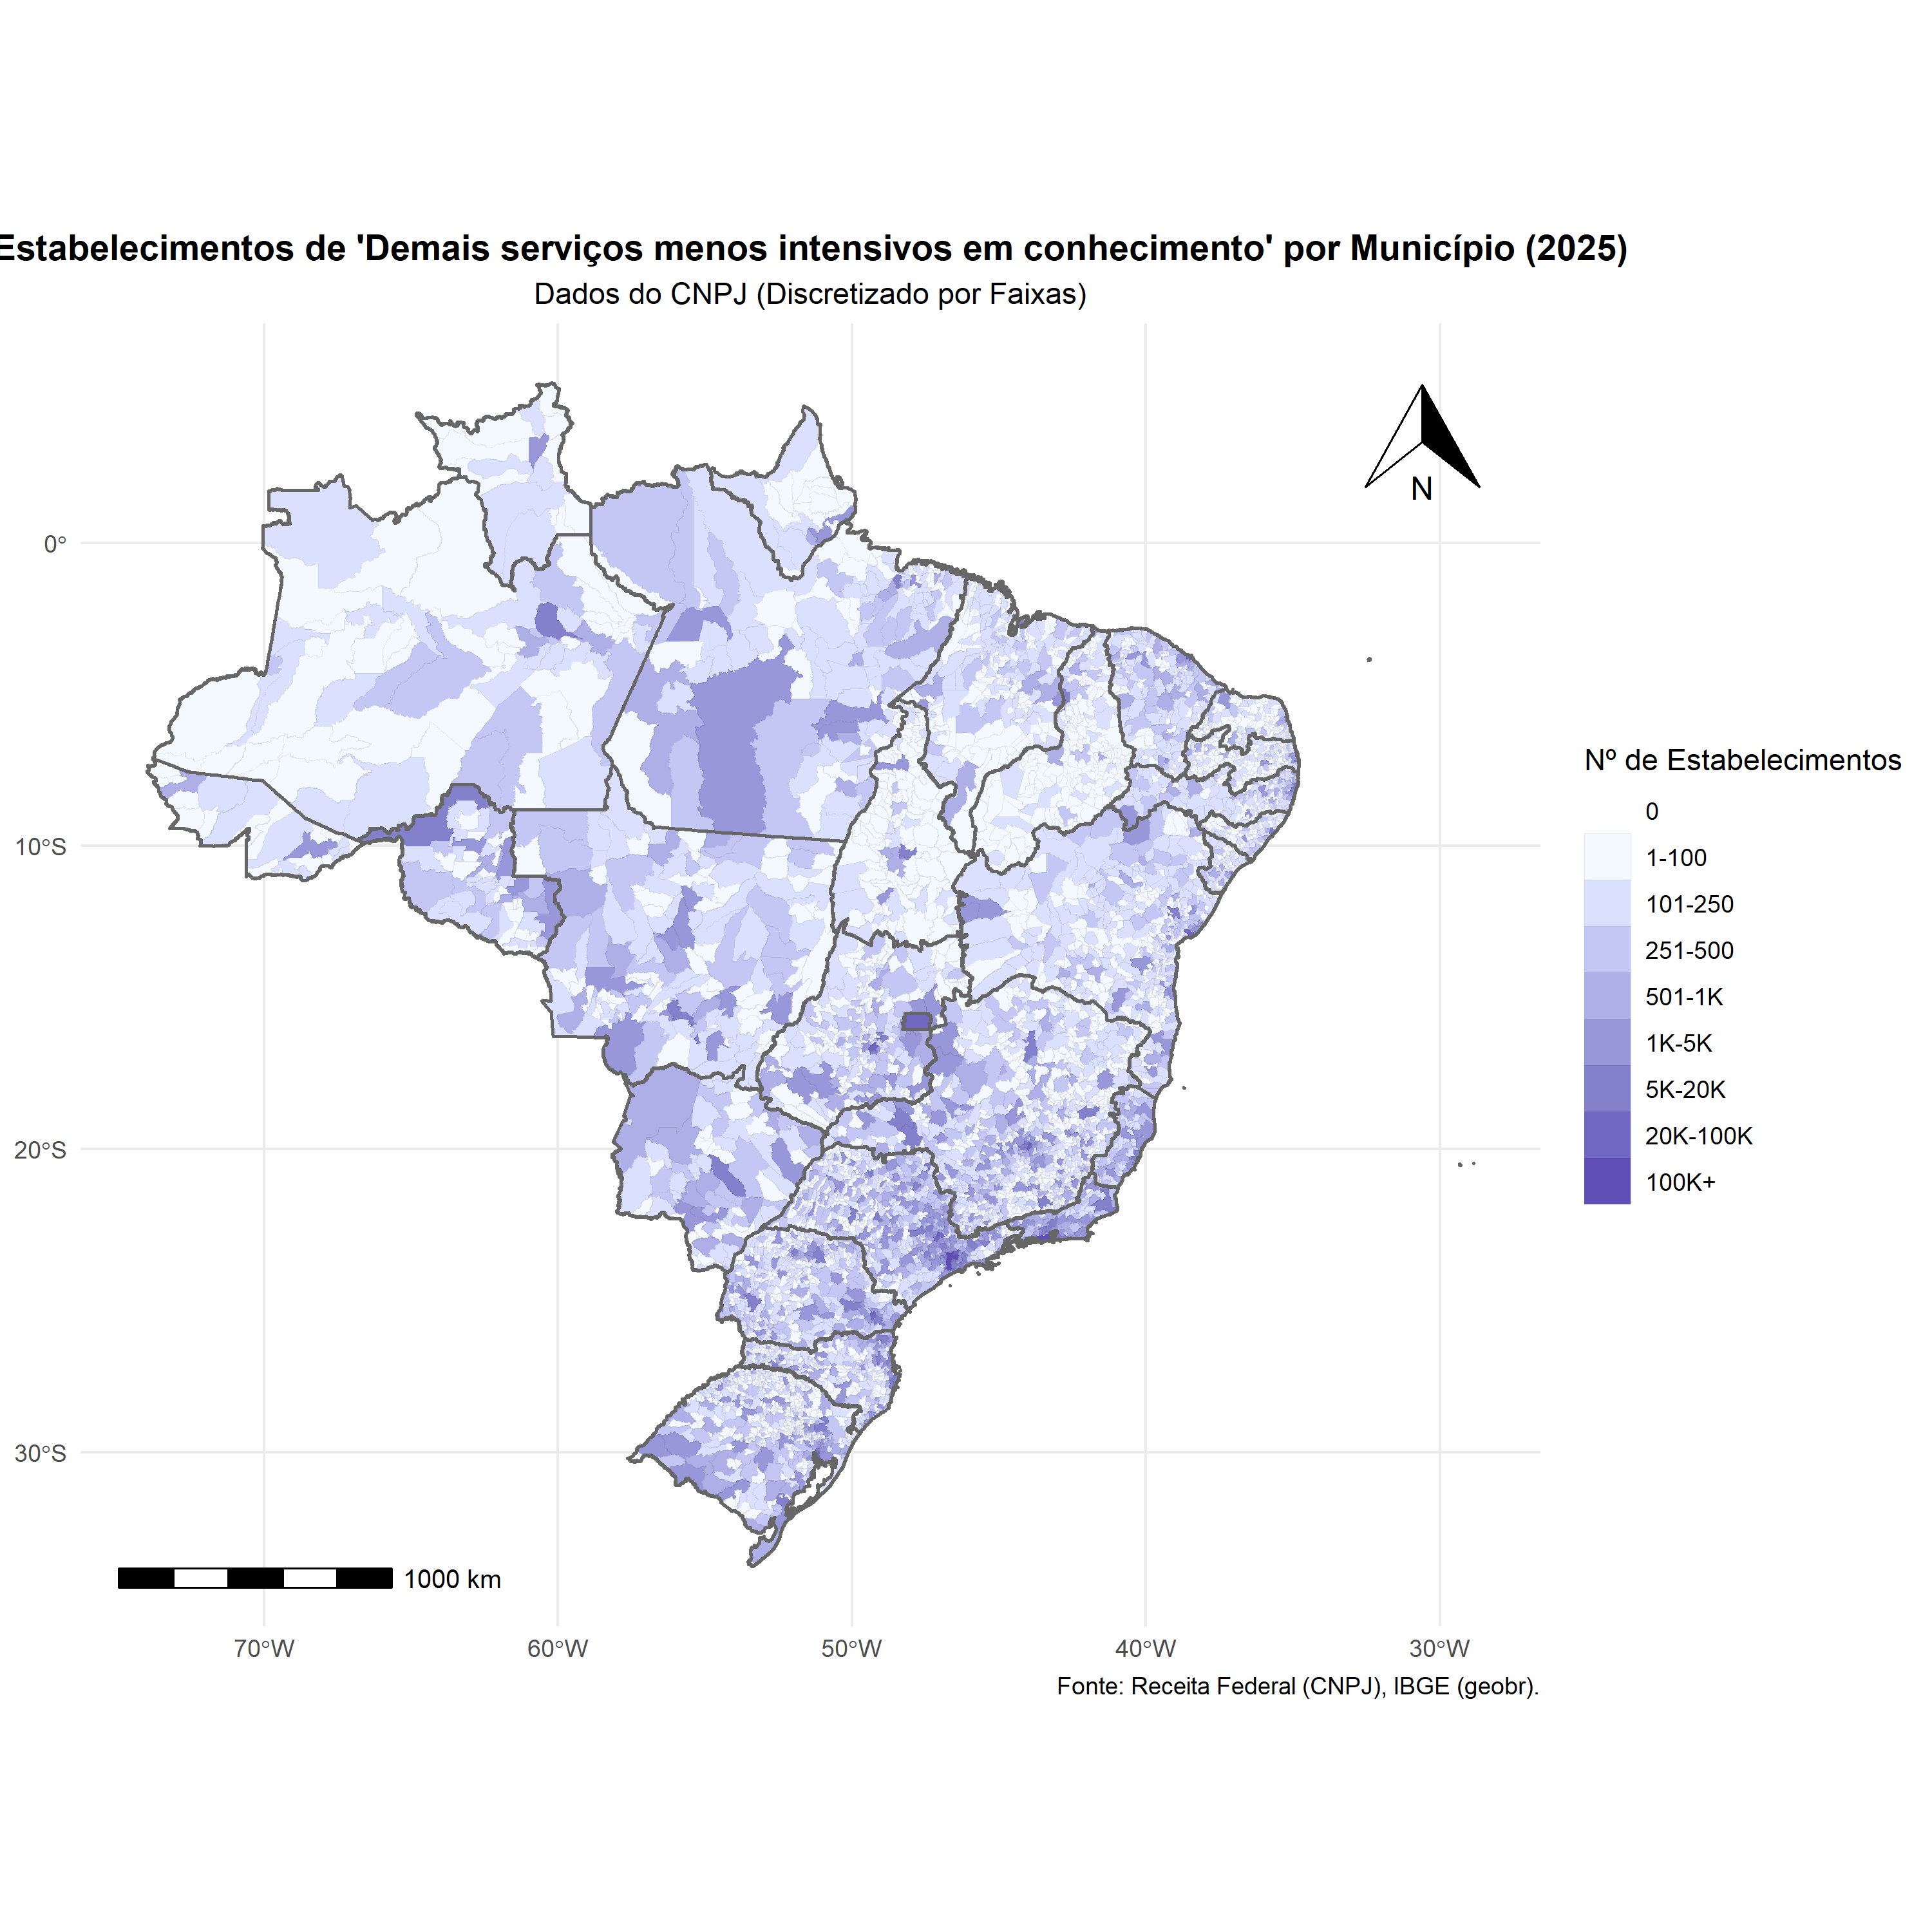 Estabelecimentos de 'Demais serviços menos intensivos em conhecimento' por Município (2025)
Dados do CNPJ (Discretizado por Faixas)
N
0°
10°S
20°S
30°S
70°W
60°W
50°W
40°W
30°W
1000 km
Nº de Estabelecimentos
0
1-100
101-250
251-500
501-1K
1K-5K
5K-20K
20K-100K
100K+
Fonte: Receita Federal (CNPJ), IBGE (geobr).